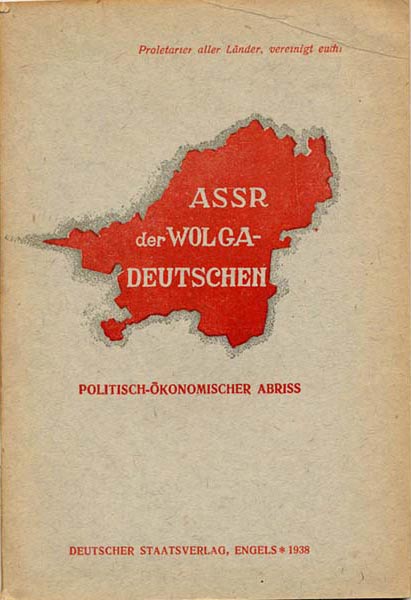 Proletarier aller Länder, vereinigt euch!
ASSR
der WOLGA-
DEUTSCHEN
POLITISCH-ÖKONOMISCHER ABRISS
DEUTSCHER STAATSVERLAG, ENGELS * 1938